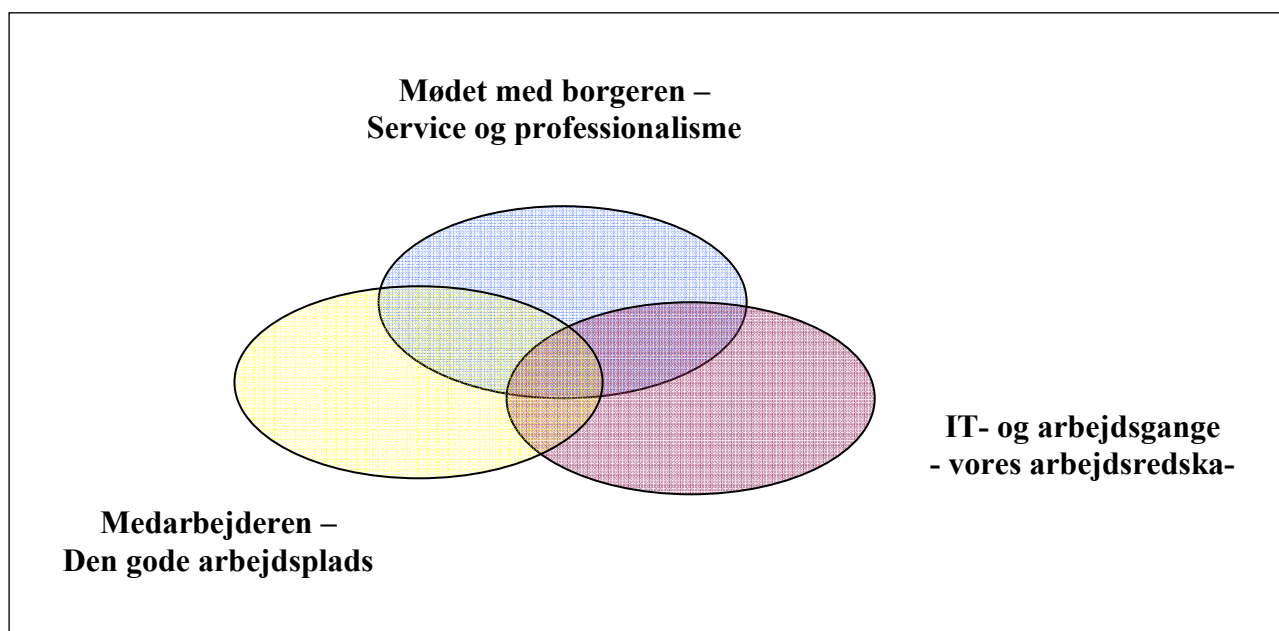 Mødet med borgeren –
Service og professionalisme
IT- og arbejdsgange
- vores arbejdsredska-
Medarbejderen –
Den gode arbejdsplads